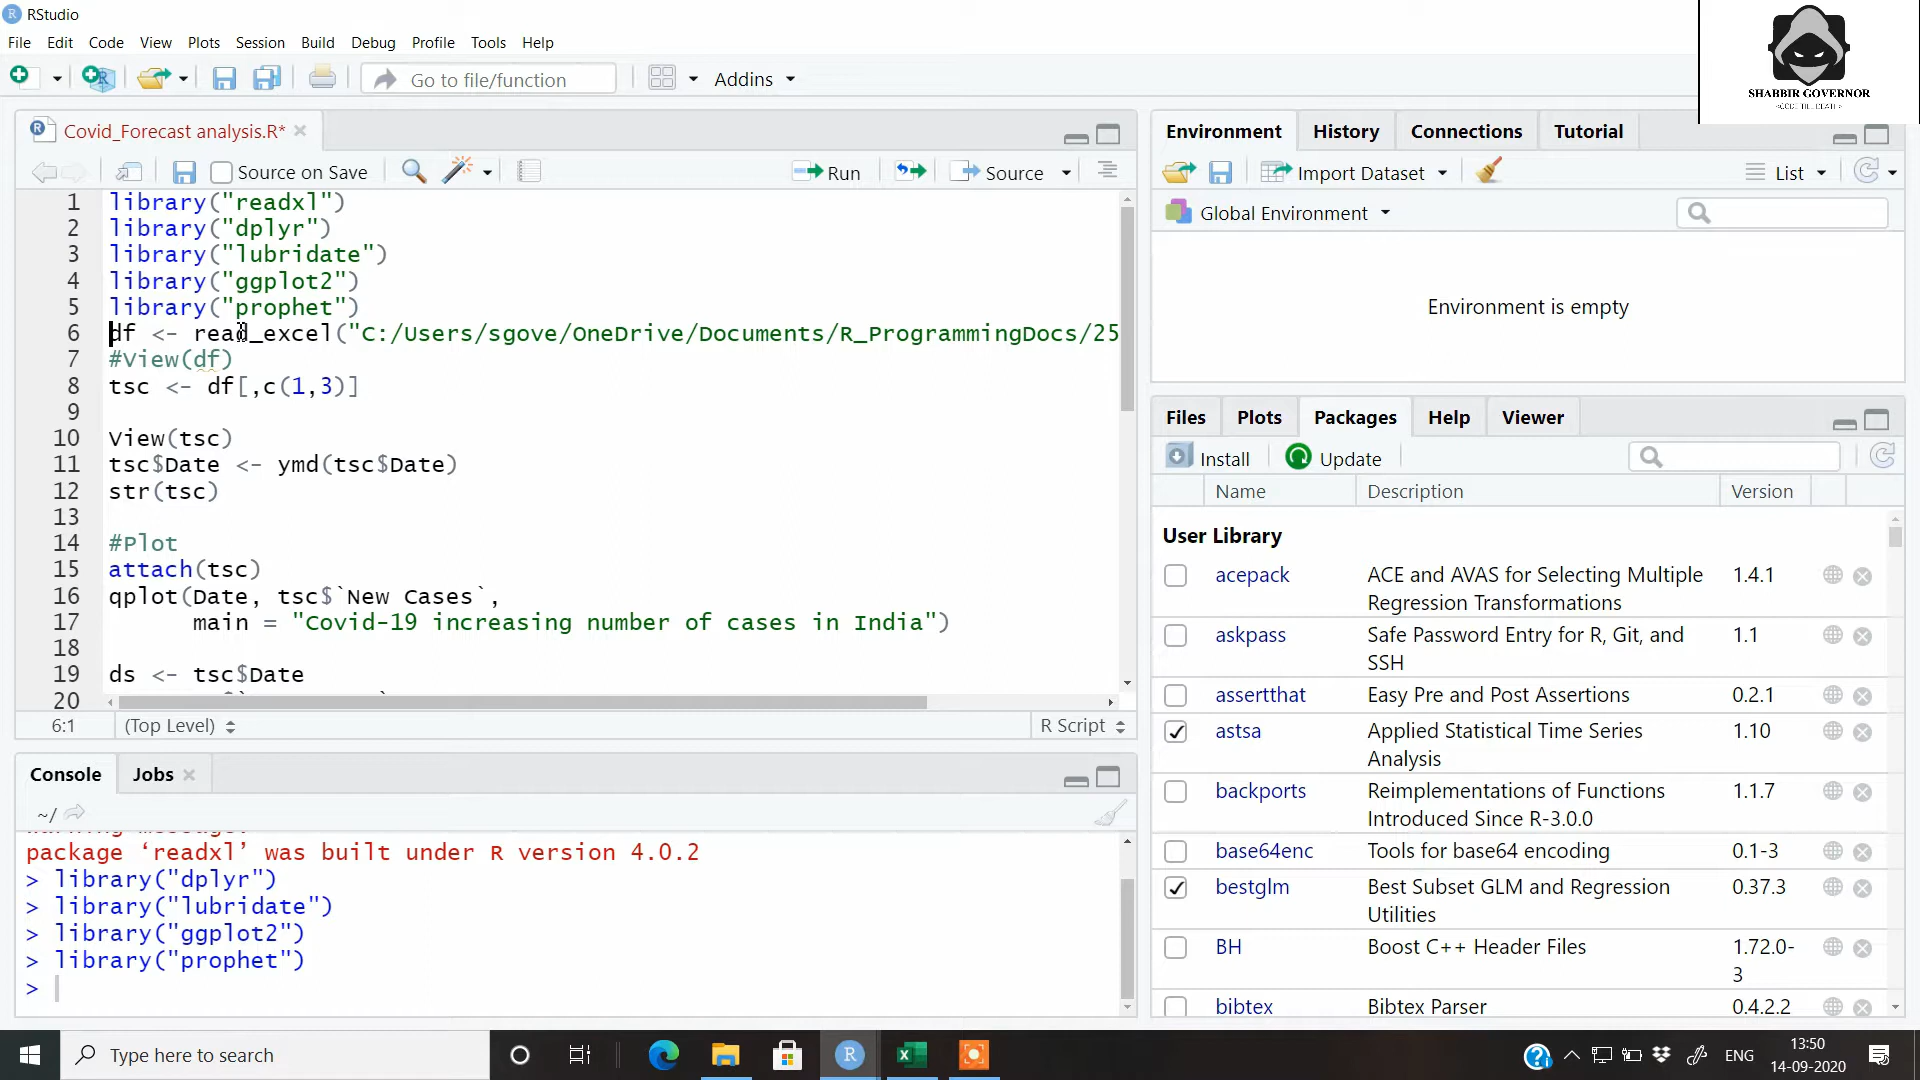 RStudio
SHABBIR GOVERNOR
File Edit Code View Plots Session Build Debug Profile Tools Help
Go to file/function Addins
Covid_Forecast analysis.R*
Source on Save Run Source
1 library("readxl")
2 library("dplyr")
3 library("lubridate")
4 library("ggplot2")
5 library("prophet")
6 df <- read_excel("C:/Users/sgove/OneDrive/Documents/R_ProgrammingDocs/25
7 #View(df)
8 tsc <- df[,c(1,3)]
9
10 View(tsc)
11 tsc$Date <- ymd(tsc$Date)
12 str(tsc)
13
14 #Plot
15 attach(tsc)
16 qplot(Date, tsc$`New Cases`,
17 main = "Covid-19 increasing number of cases in India")
18
19 ds <- tsc$Date
20
6:1 (Top Level) R Script
Console Jobs
~/
package ‘readxl’ was built under R version 4.0.2
> library("dplyr")
> library("lubridate")
> library("ggplot2")
> library("prophet")
>
Environment History Connections Tutorial
Import Dataset List
Global Environment
Environment is empty
Files Plots Packages Help Viewer
Install Update
Name Description Version
User Library
acepack ACE and AVAS for Selecting Multiple 1.4.1
Regression Transformations
askpass Safe Password Entry for R, Git, and 1.1
SSH
assertthat Easy Pre and Post Assertions 0.2.1
astsa Applied Statistical Time Series 1.10
Analysis
backports Reimplementations of Functions 1.1.7
Introduced Since R-3.0.0
base64enc Tools for base64 encoding 0.1-3
bestglm Best Subset GLM and Regression 0.37.3
Utilities
BH Boost C++ Header Files 1.72.0-
3
bibtex Bibtex Parser 0.4.2.2
Type here to search
ENG
13:50
14-09-2020